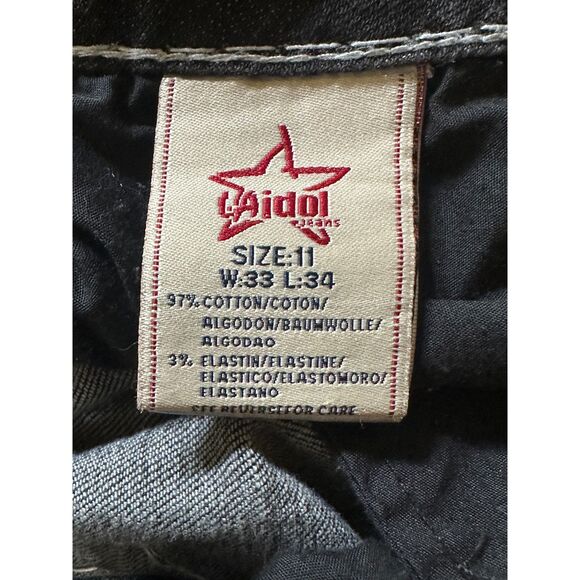 L.A.idol
Jeans
SIZE:11
W:33 L:34
97% COTTON/COTON/
ALGODON/BAUMWOLLE/
ALGODAO
3% ELASTIN/ELASTINE/
ELASTICO/ELASTOMORO/
ELASTANO
SEE REVERSE FOR CARE